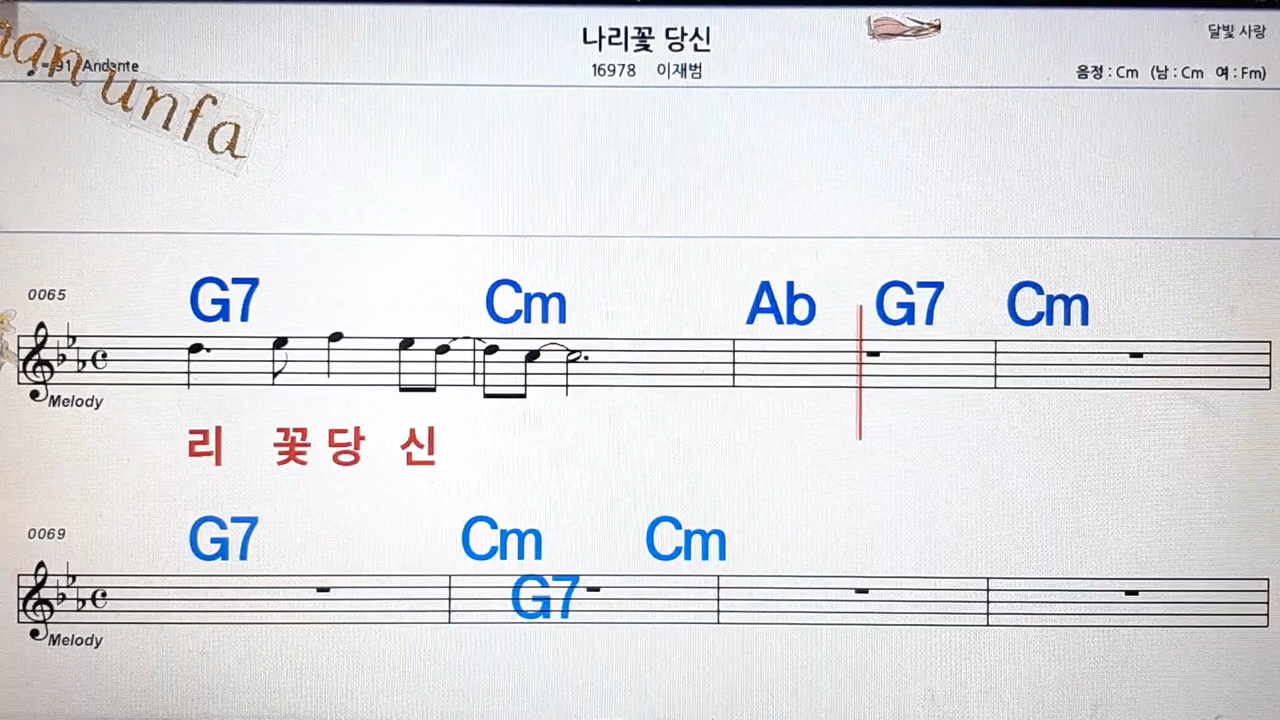 나리꽃 당신
달빛 사랑
♩=91 Andante
16978 이재범
음정 : Cm (남 : Cm 여 : Fm)
unfa
G7 Cm Ab G7 Cm
0065
Melody
리 꽃 당 신
G7 Cm Cm
0069
G7
Melody